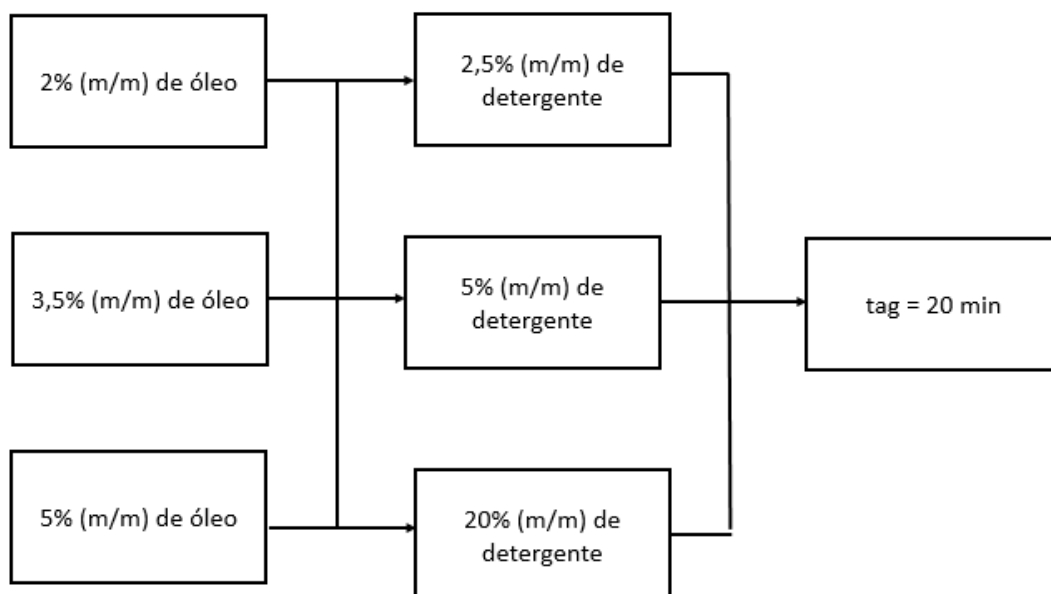 2% (m/m) de óleo
2,5% (m/m) de
detergente
3,5% (m/m) de óleo
5% (m/m) de
detergente
tag = 20 min
5% (m/m) de óleo
20% (m/m) de
detergente